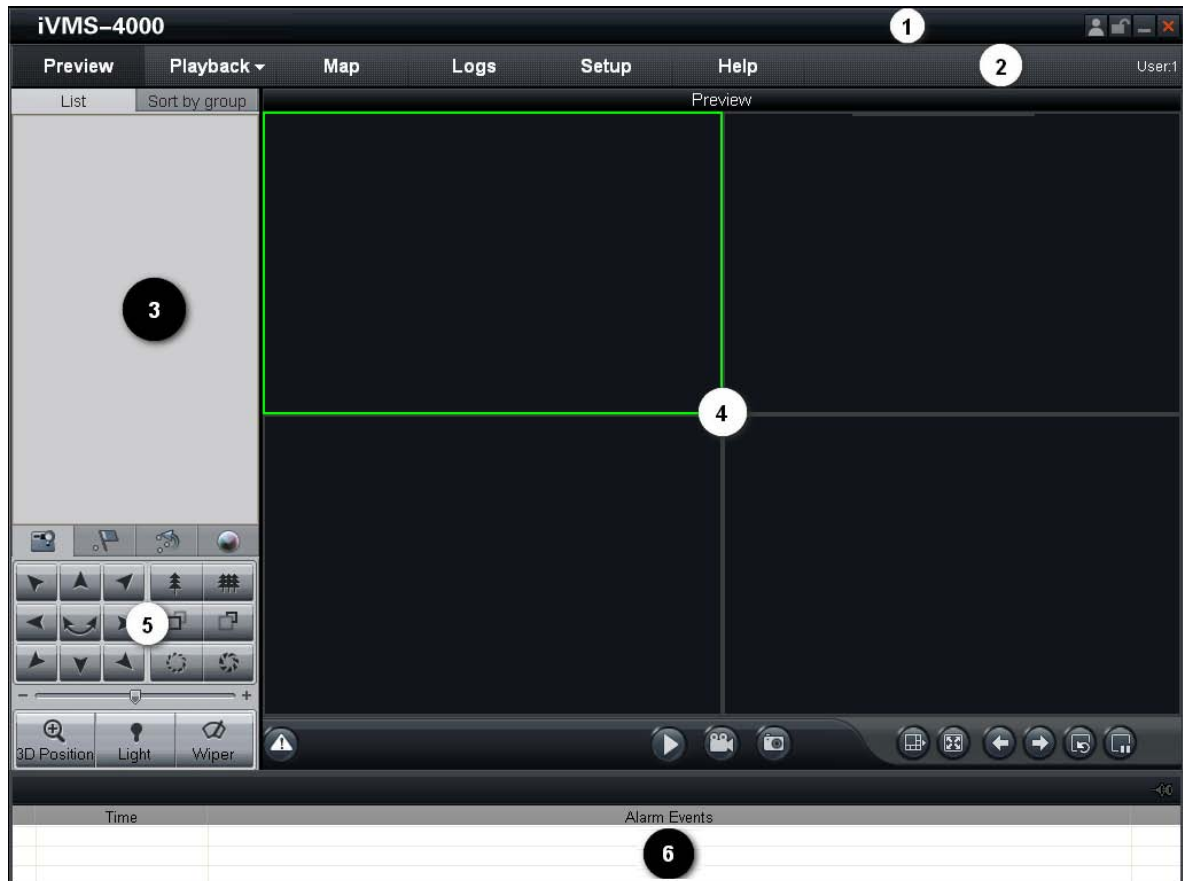 iVMS-4000
1
Preview Playback Map Logs Setup Help 2 User:1
List Sort by group Preview
3
4
5
- +
3D Position Light Wiper
Time Alarm Events
6